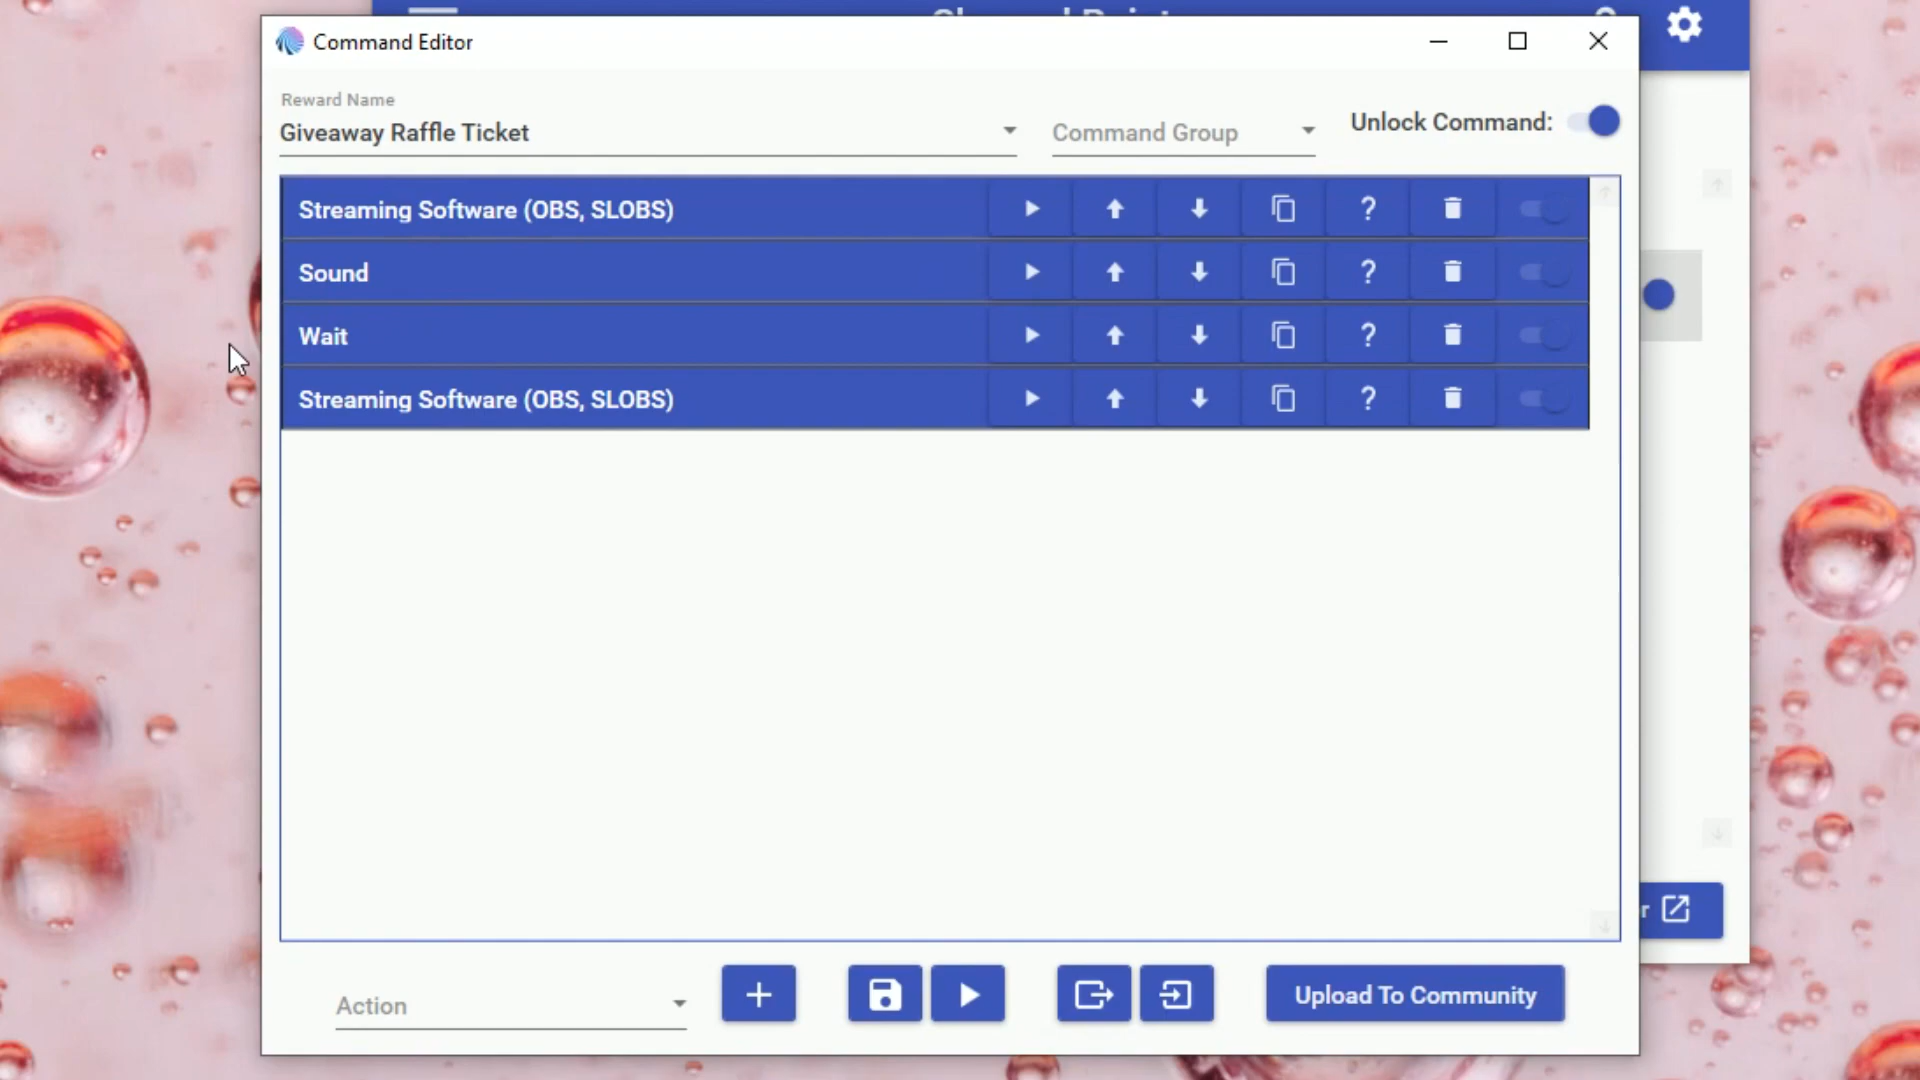 Command Editor
Reward Name
Giveaway Raffle Ticket
Command Group
Unlock Command:
Streaming Software (OBS, SLOBS)
?
Sound
?
Wait
?
Streaming Software (OBS, SLOBS)
?
Action
Upload To Community